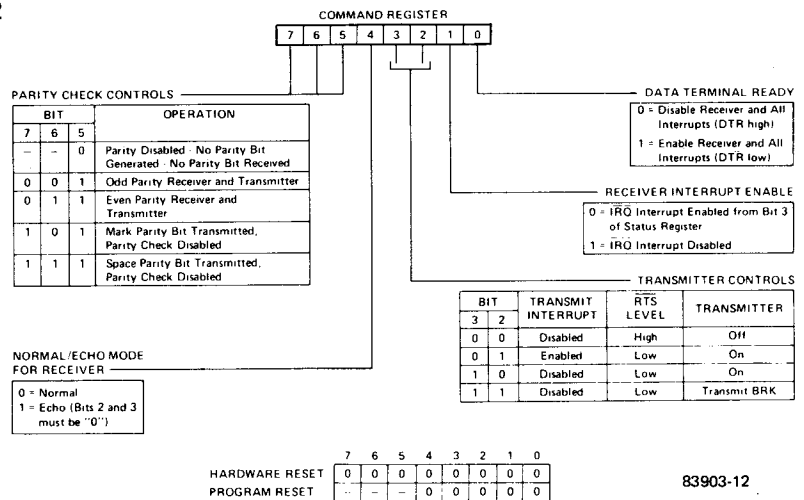 2
COMMAND REGISTER
7 6 5 4 3 2 1 0
PARITY CHECK CONTROLS
BIT OPERATION
7 6 5
– – 0 Parity Disabled - No Parity Bit
Generated - No Parity Bit Received
0 0 1 Odd Parity Receiver and Transmitter
0 1 1 Even Parity Receiver and
Transmitter
1 0 1 Mark Parity Bit Transmitted,
Parity Check Disabled
1 1 1 Space Parity Bit Transmitted,
Parity Check Disabled
NORMAL/ECHO MODE
FOR RECEIVER
0 = Normal
1 = Echo (Bits 2 and 3
must be "0")
DATA TERMINAL READY
0 = Disable Receiver and All
Interrupts (DTR high)
1 = Enable Receiver and All
Interrupts (DTR low)
RECEIVER INTERRUPT ENABLE
0 = IRQ Interrupt Enabled from Bit 3
of Status Register
1 = IRQ Interrupt Disabled
TRANSMITTER CONTROLS
BIT TRANSMIT INTERRUPT RTS LEVEL TRANSMITTER
3 2
0 0 Disabled High Off
0 1 Enabled Low On
1 0 Disabled Low On
1 1 Disabled Low Transmit BRK
7 6 5 4 3 2 1 0
HARDWARE RESET 0 0 0 0 0 0 0 0
PROGRAM RESET – – – 0 0 0 0 0
83903-12